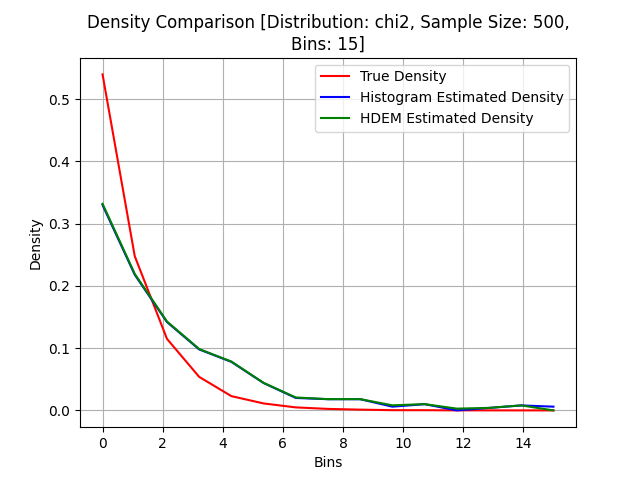 Density Comparison [Distribution: chi2, Sample Size: 500,
Bins: 15]
True Density
Histogram Estimated Density
HDEM Estimated Density
Density
0.5
0.4
0.3
0.2
0.1
0.0
0 2 4 6 8 10 12 14
Bins